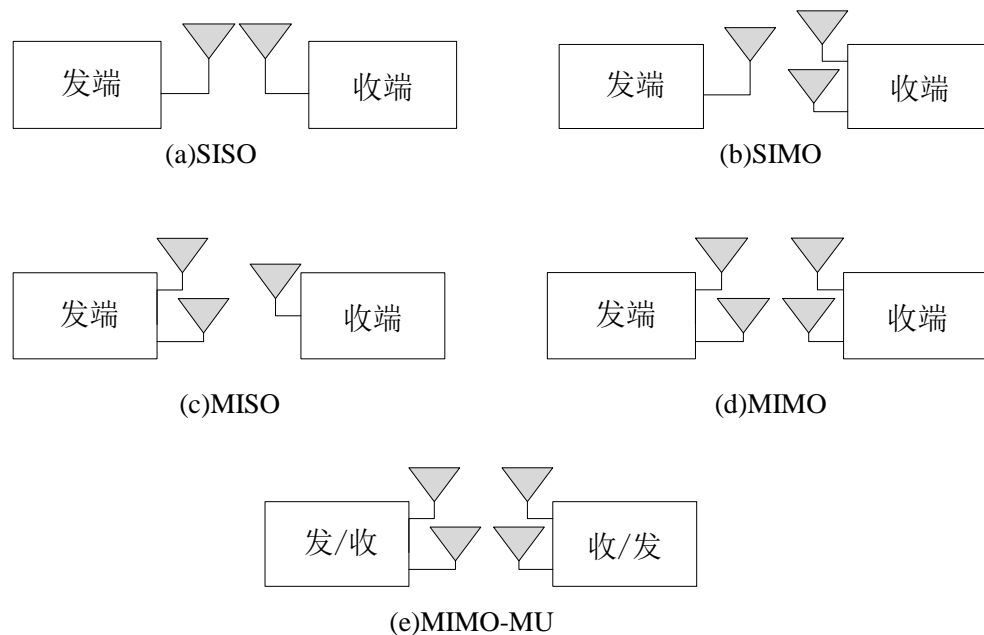 发端
收端
(a)SISO
发端
收端
(b)SIMO
发端
收端
(c)MISO
发端
收端
(d)MIMO
发/收
收/发
(e)MIMO-MU